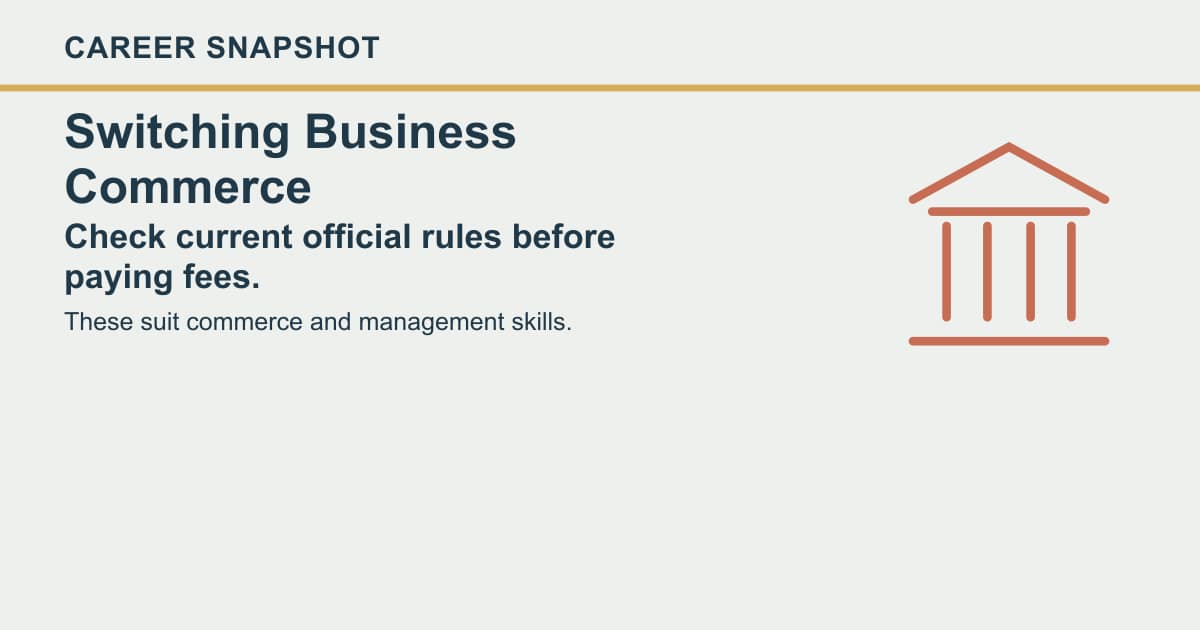 CAREER SNAPSHOT
Switching Business
Commerce
Check current official rules before
paying fees.
These suit commerce and management skills.